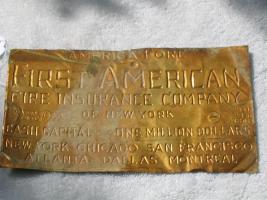 AMERICA FORE
FIRST AMERICAN
FIRE INSURANCE COMPANY
OF NEW YORK
CASH CAPITAL - ONE MILLION DOLLARS
NEW YORK CHICAGO SAN FRANCISCO
ATLANTA DALLAS MONTREAL